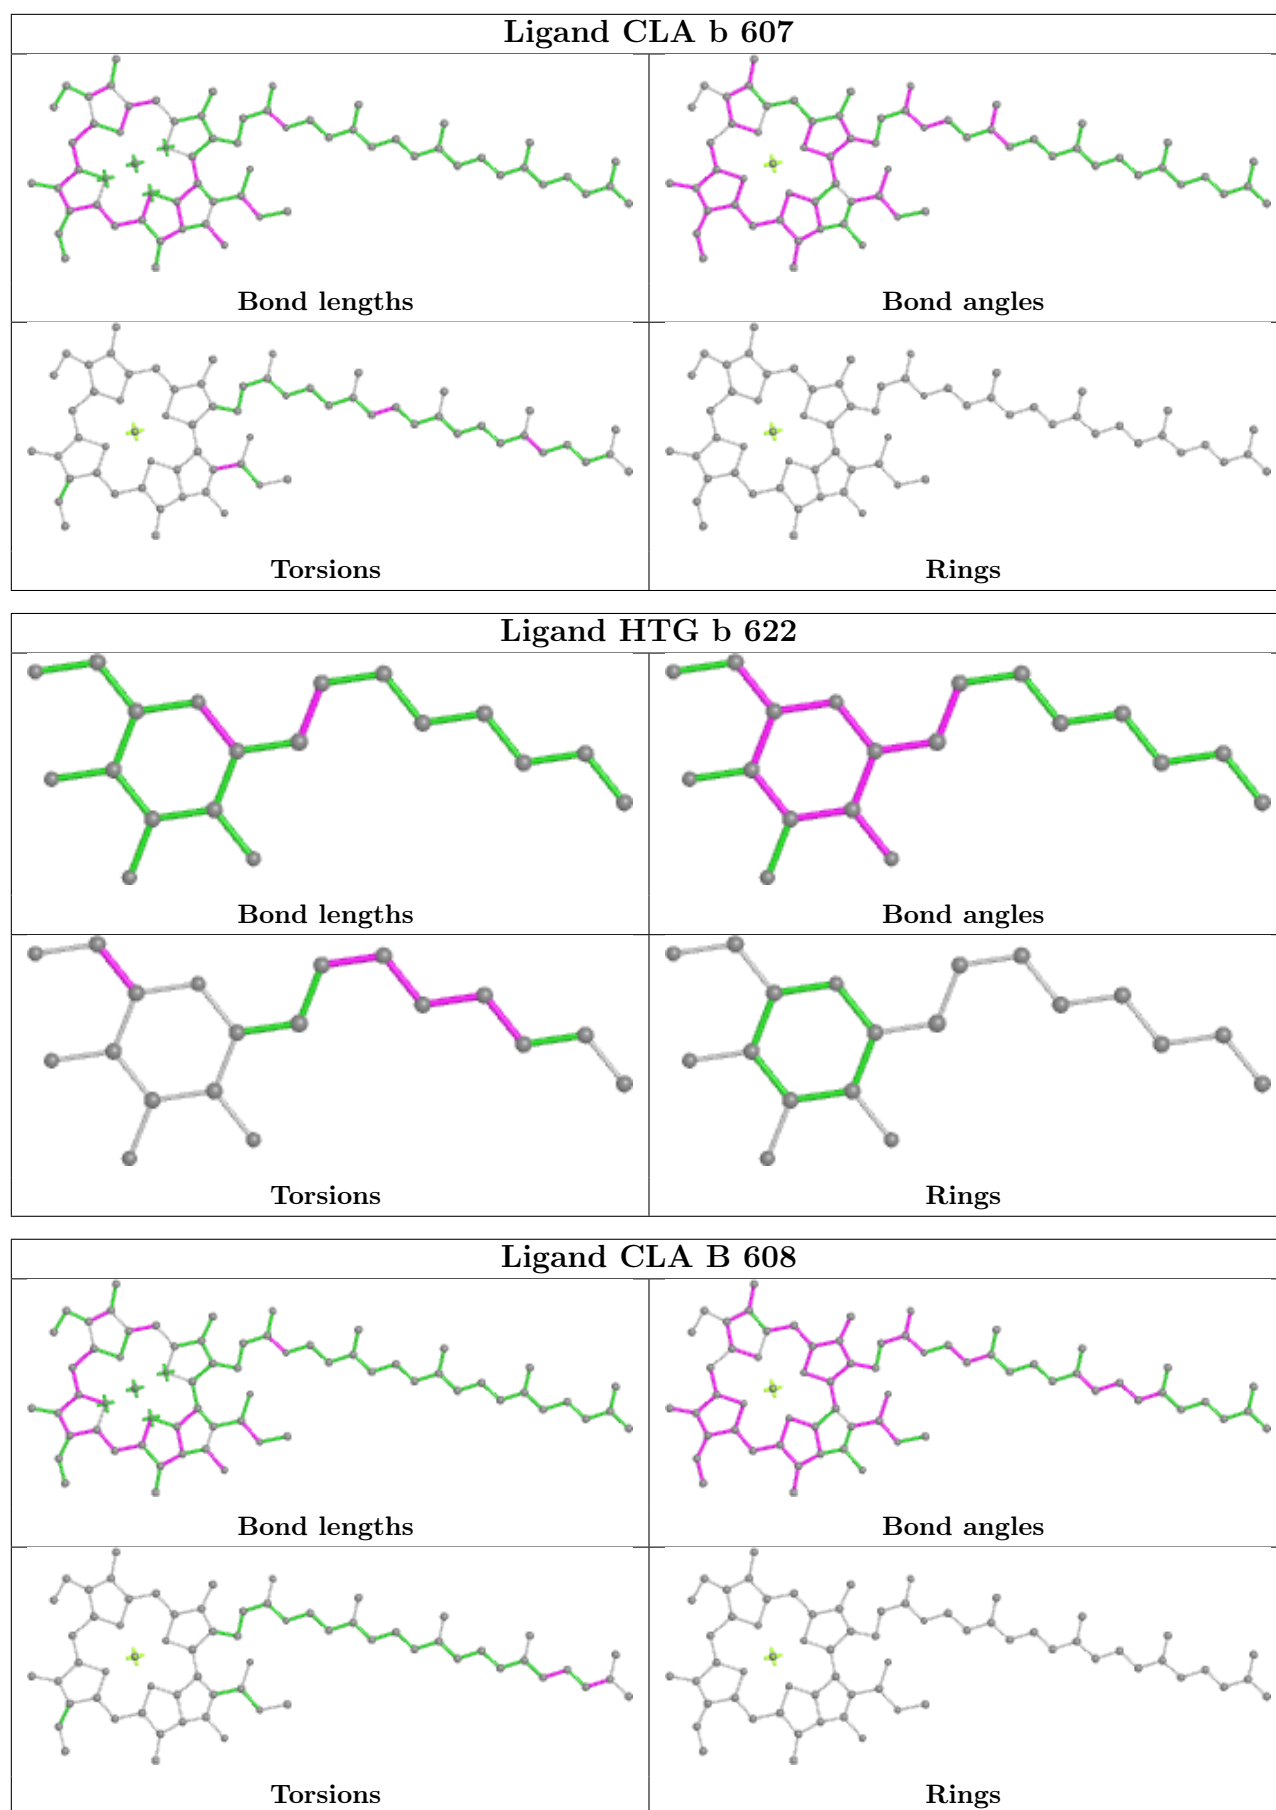 Ligand CLA b 607
Bond lengths
Bond angles
Torsions
Rings
Ligand HTG b 622
Bond lengths
Bond angles
Torsions
Rings
Ligand CLA B 608
Bond lengths
Bond angles
Torsions
Rings